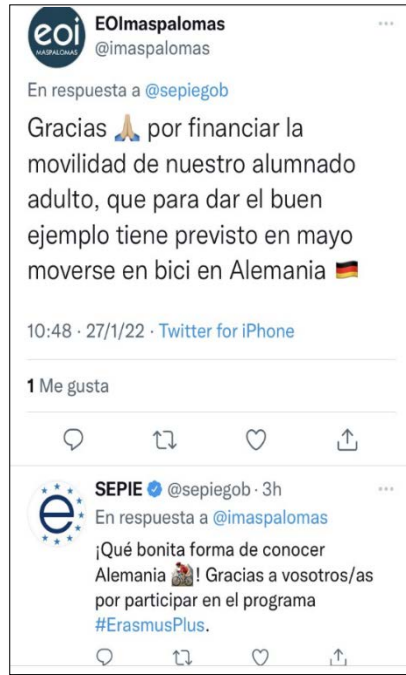 eoi
MASPALOMAS
EOImaspalomas
@imaspalomas
En respuesta a @sepiegob
Gracias 🙏🏼 por financiar la
movilidad de nuestro alumnado
adulto, que para dar el buen
ejemplo tiene previsto en mayo
moverse en bici en Alemania 🇩🇪
10:48 · 27/1/22 · Twitter for iPhone
1 Me gusta
e
SEPIE @sepiegob · 3h
En respuesta a @imaspalomas
¡Qué bonita forma de conocer
Alemania 🚵🏻! Gracias a vosotros/as
por participar en el programa
#ErasmusPlus.